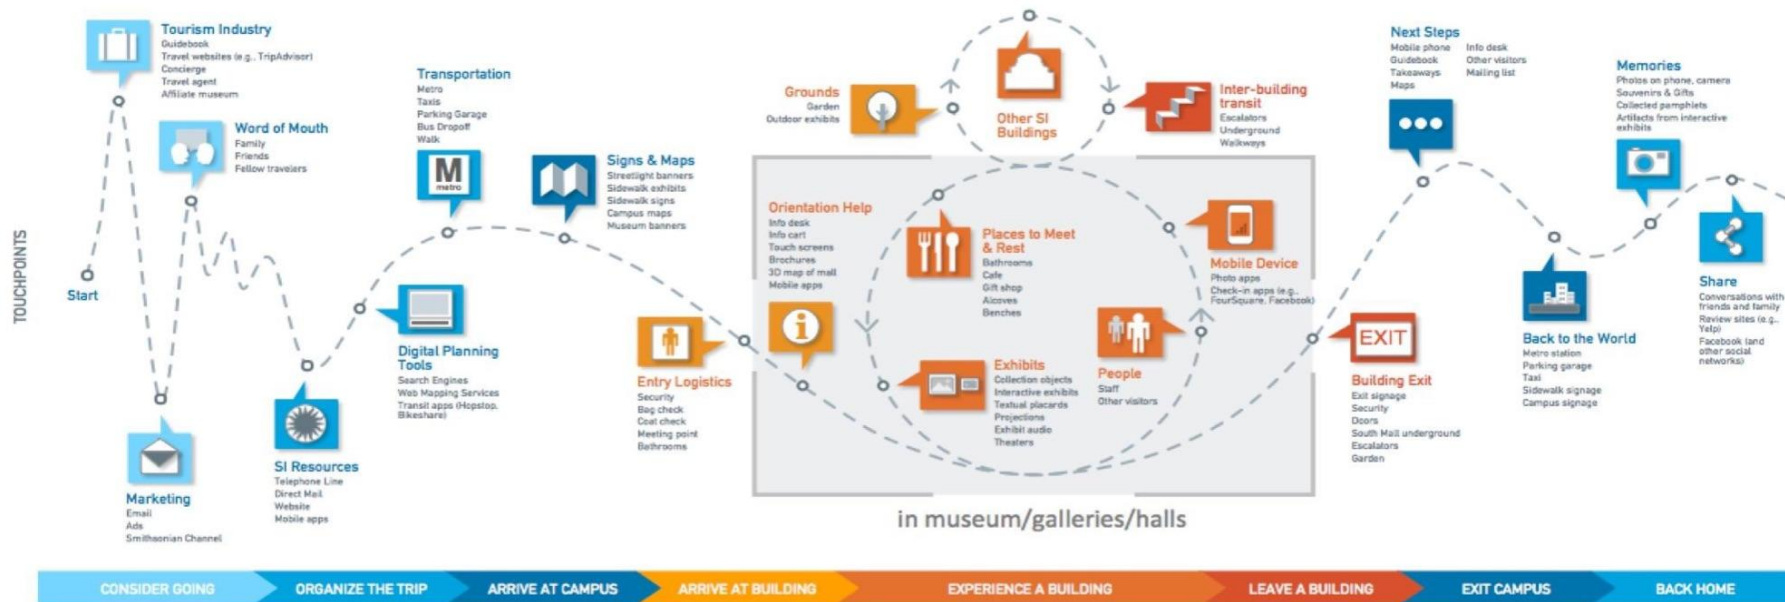 TOUCHPOINTS
Start
Tourism Industry
Guidebook
Travel websites (e.g., TripAdvisor)
Concierge
Travel agent
Affiliate museum
Word of Mouth
Family
Friends
Fellow travelers
Marketing
Email
Ads
Smithsonian Channel
SI Resources
Telephone Line
Direct Mail
Website
Mobile apps
Digital Planning
Tools
Search Engines
Web Mapping Services
Transit apps (Hopstop,
Bikeshare)
Transportation
Metro
Taxis
Parking Garage
Bus Dropoff
Walk
M
metro
Signs & Maps
Streetlight banners
Sidewalk exhibits
Sidewalk signs
Campus maps
Museum banners
Entry Logistics
Security
Bag check
Coat check
Meeting point
Bathrooms
Orientation Help
Info desk
Info cart
Touch screens
Brochures
3D map of mall
Mobile apps
i
Grounds
Garden
Outdoor exhibits
Other SI
Buildings
Inter-building
transit
Escalators
Underground
Walkways
Places to Meet
& Rest
Bathrooms
Cafe
Gift shop
Alcoves
Benches
Exhibits
Collection objects
Interactive exhibits
Textual placards
Projections
Exhibit audio
Theaters
Mobile Device
Photo apps
Check-in apps (e.g.,
FourSquare, Facebook)
People
Staff
Other visitors
in museum/galleries/halls
EXIT
Building Exit
Exit signage
Security
Doors
South Mall underground
Escalators
Garden
Next Steps
Mobile phone
Guidebook
Takeaways
Maps
Info desk
Other visitors
Mailing list
Back to the World
Metro station
Parking garage
Taxi
Sidewalk signage
Campus signage
Memories
Photos on phone, camera
Souvenirs & Gifts
Collected pamphlets
Artifacts from interactive
exhibits
Share
Conversations with
friends and family
Review sites (e.g.,
Yelp)
Facebook (and
other social
networks)
CONSIDER GOING
ORGANIZE THE TRIP
ARRIVE AT CAMPUS
ARRIVE AT BUILDING
EXPERIENCE A BUILDING
LEAVE A BUILDING
EXIT CAMPUS
BACK HOME